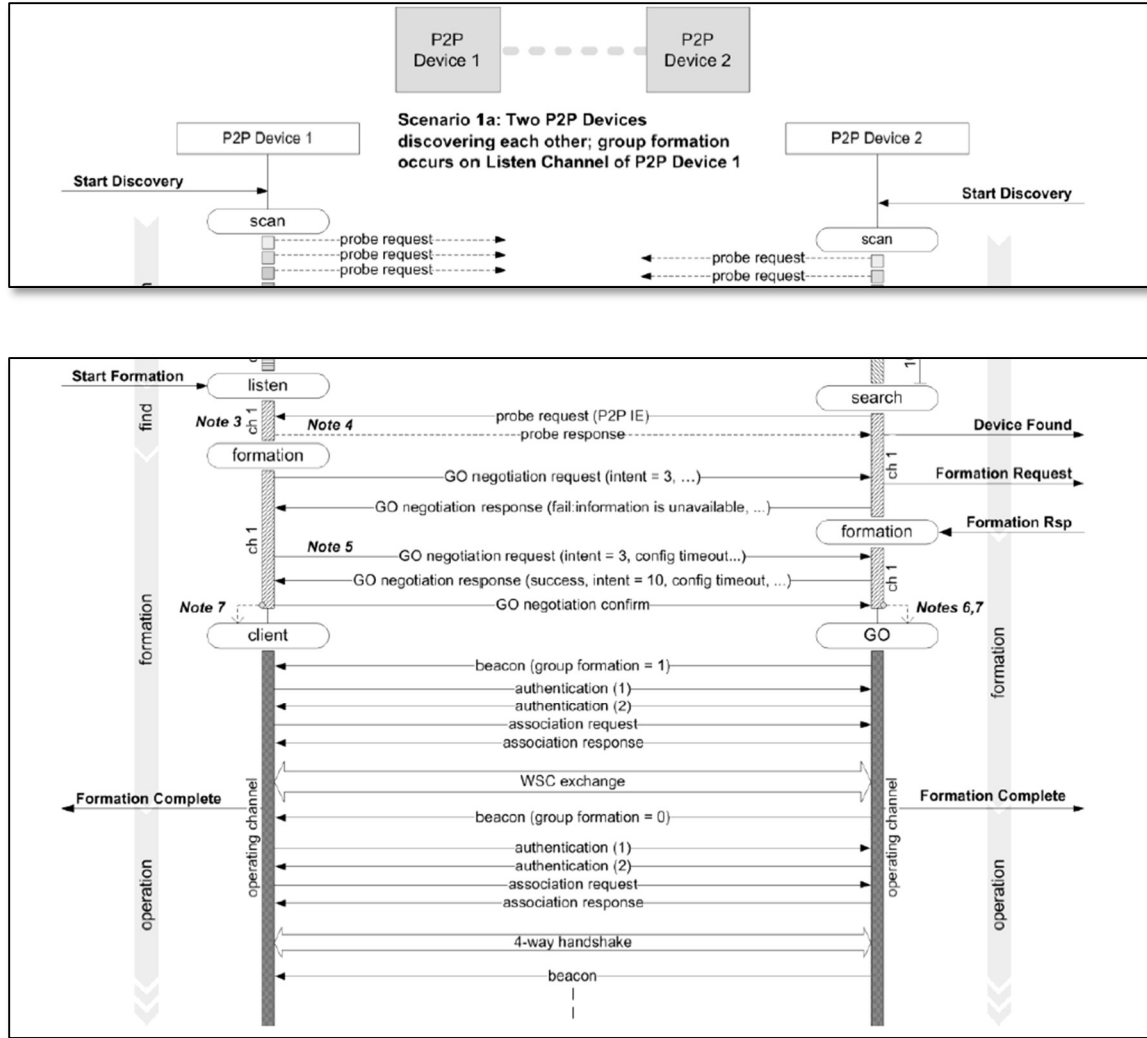 P2P
Device 1
P2P
Device 2
Scenario 1a: Two P2P Devices
discovering each other; group formation
occurs on Listen Channel of P2P Device 1
P2P Device 1
P2P Device 2
Start Discovery
Start Discovery
scan
scan
probe request
probe request
probe request
probe request
probe request
Start Formation
listen
search
find
Note 3
ch 1
Note 4
probe request (P2P IE)
probe response
Device Found
formation
ch 1
GO negotiation request (intent = 3, ...)
Formation Request
GO negotiation response (fail:information is unavailable, ...)
formation
Formation Rsp
ch 1
Note 5
GO negotiation request (intent = 3, config timeout...)
GO negotiation response (success, intent = 10, config timeout, ...)
ch 1
Note 7
GO negotiation confirm
Notes 6,7
client
GO
formation
formation
beacon (group formation = 1)
authentication (1)
authentication (2)
association request
association response
WSC exchange
Formation Complete
Formation Complete
operating channel
operating channel
beacon (group formation = 0)
authentication (1)
authentication (2)
association request
association response
operation
operation
4-way handshake
beacon